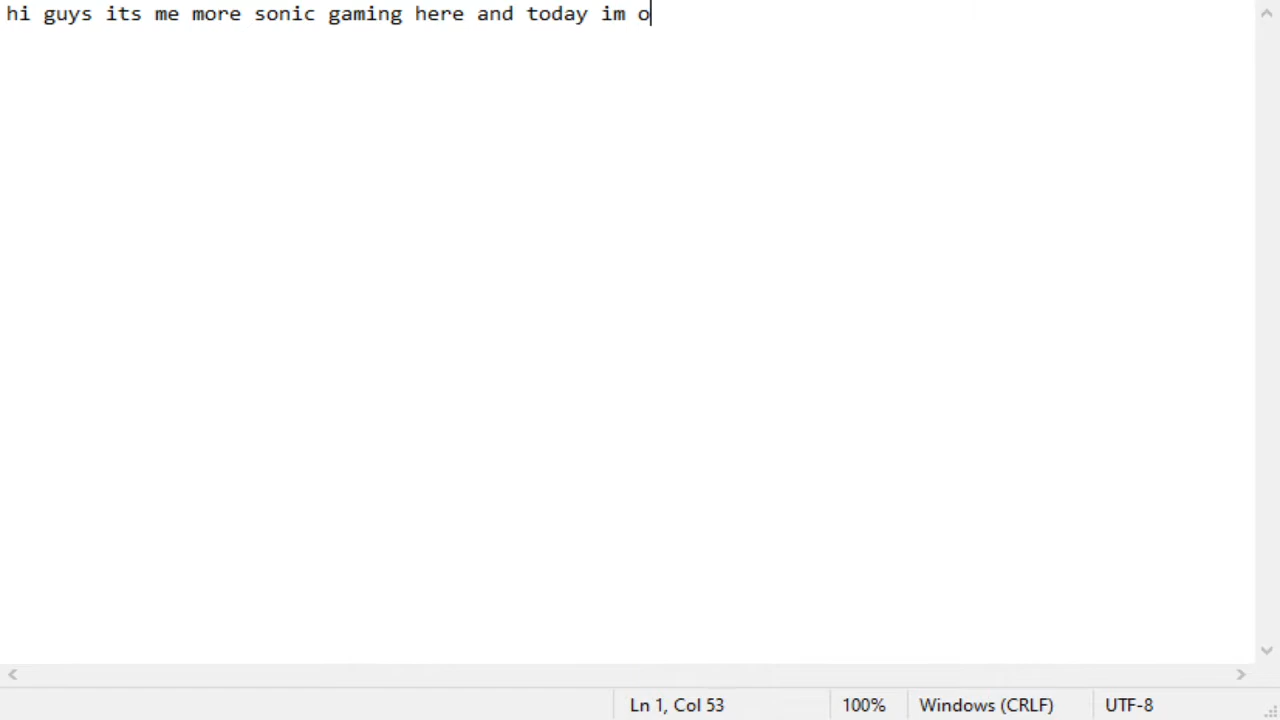 hi guys its me more sonic gaming here and today im o
Ln 1, Col 53
100%
Windows (CRLF)
UTF-8